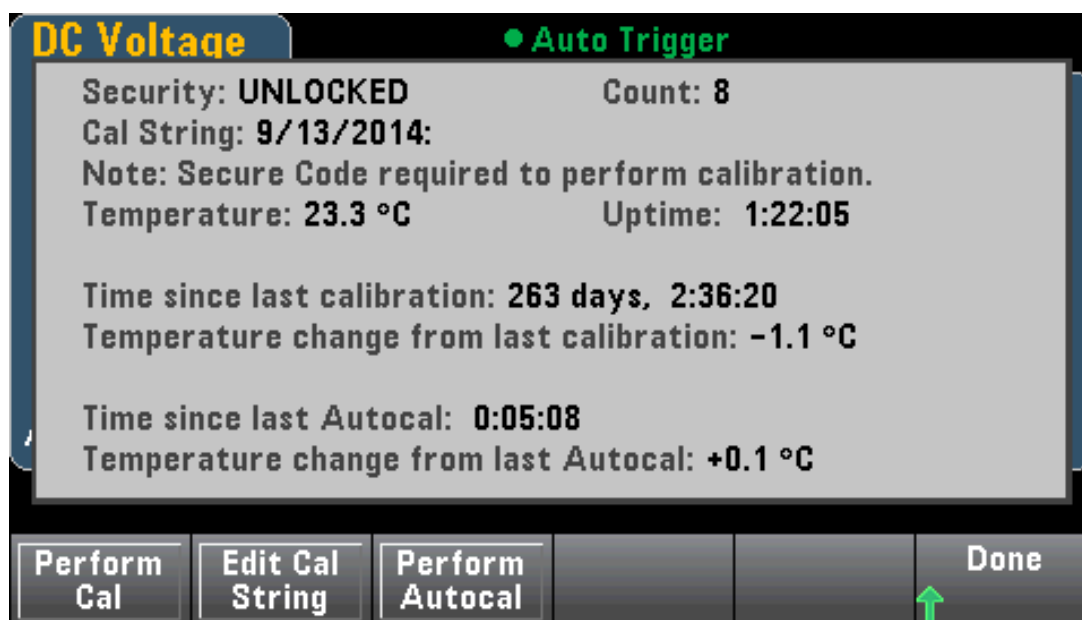 DC Voltage
Auto Trigger
Security: UNLOCKED Count: 8
Cal String: 9/13/2014:
Note: Secure Code required to perform calibration.
Temperature: 23.3 °C Uptime: 1:22:05
Time since last calibration: 263 days, 2:36:20
Temperature change from last calibration: -1.1 °C
Time since last Autocal: 0:05:08
Temperature change from last Autocal: +0.1 °C
Perform Cal
Edit Cal String
Perform Autocal
Done